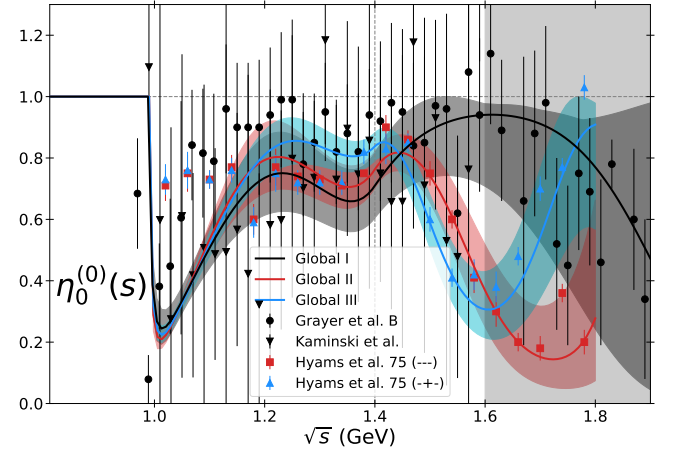 1.2
1.0
0.8
0.6
0.4
0.2
0.0
η₀⁽⁰⁾(s)
Global I
Global II
Global III
Grayer et al. B
Kaminski et al.
Hyams et al. 75 (---)
Hyams et al. 75 (-+-)
1.0 1.2 1.4 1.6 1.8
√s (GeV)